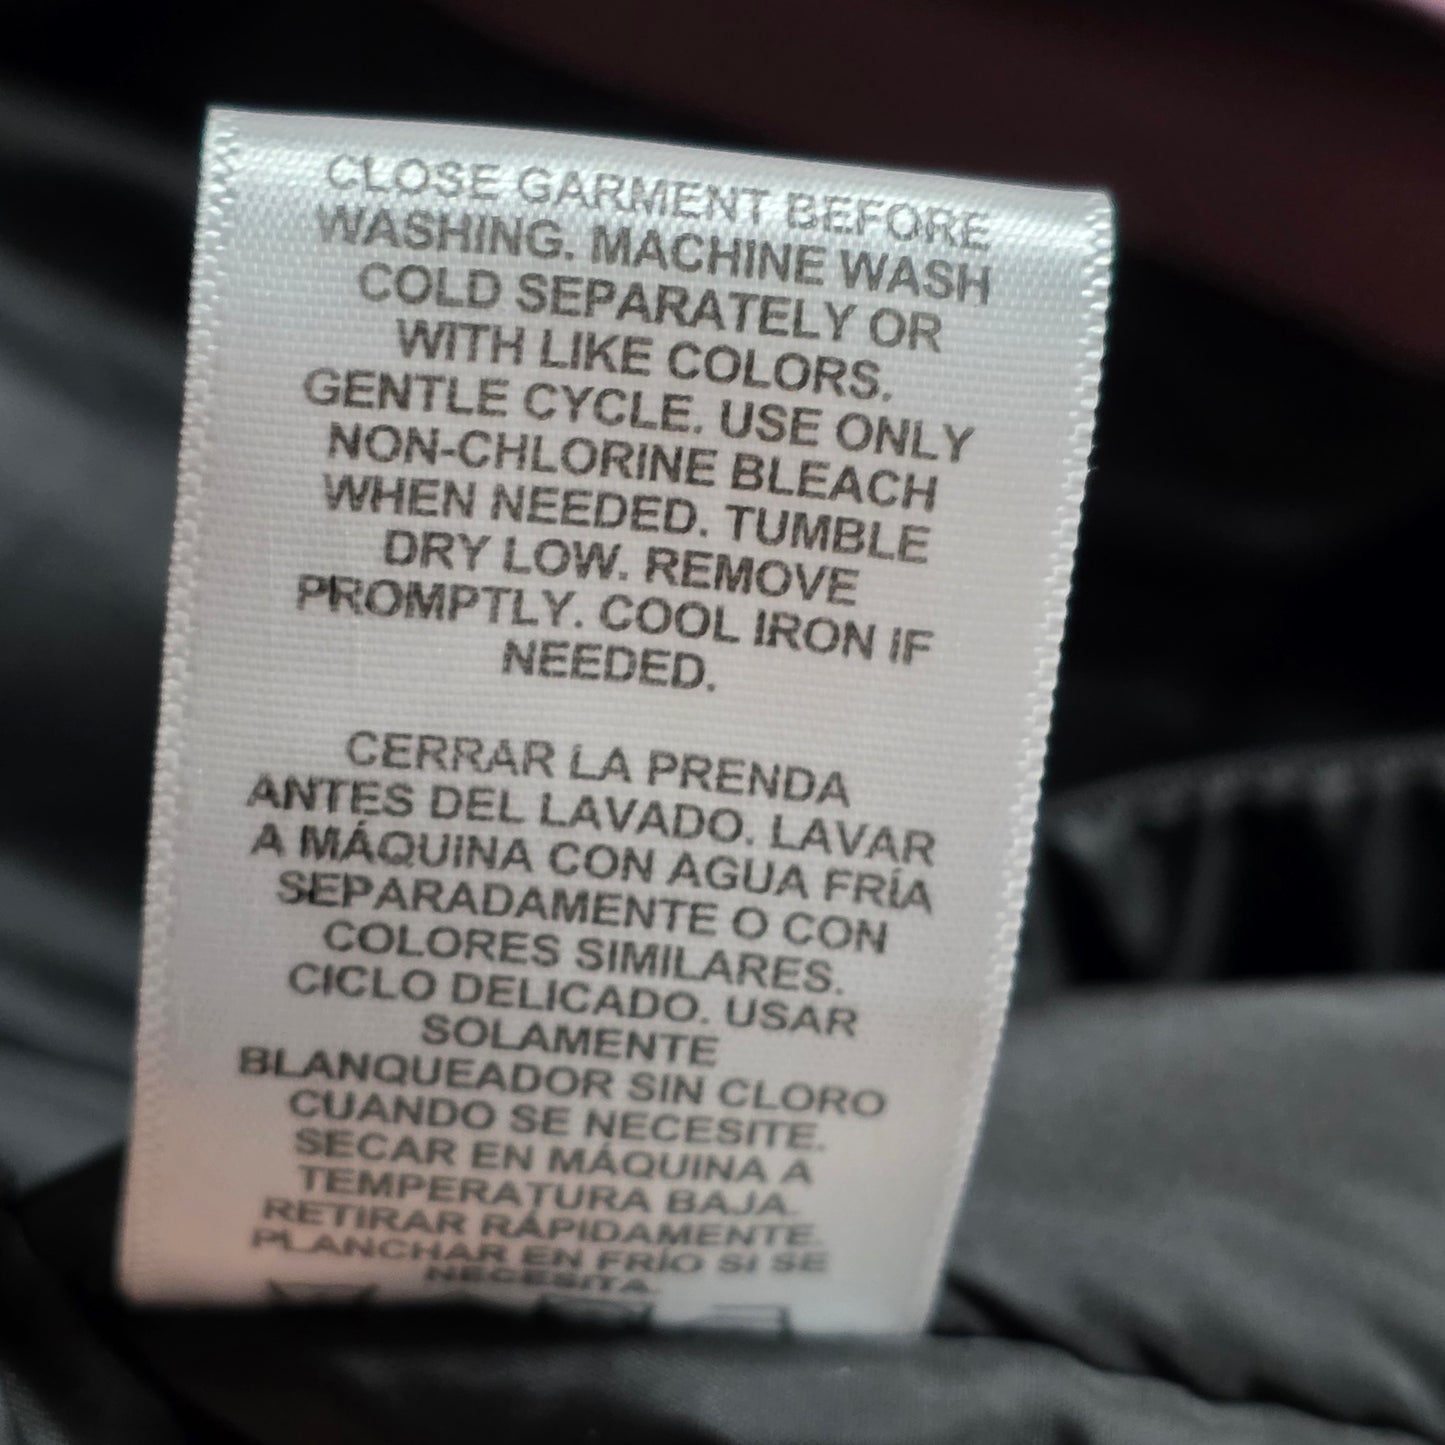 CLOSE GARMENT BEFORE
WASHING. MACHINE WASH
COLD SEPARATELY OR
WITH LIKE COLORS.
GENTLE CYCLE. USE ONLY
NON-CHLORINE BLEACH
WHEN NEEDED. TUMBLE
DRY LOW. REMOVE
PROMPTLY. COOL IRON IF
NEEDED.
CERRAR LA PRENDA
ANTES DEL LAVADO. LAVAR
A MÁQUINA CON AGUA FRÍA
SEPARADAMENTE O CON
COLORES SIMILARES.
CICLO DELICADO. USAR
SOLAMENTE
BLANQUEADOR SIN CLORO
CUANDO SE NECESITE.
SECAR EN MÁQUINA A
TEMPERATURA BAJA.
RETIRAR RÁPIDAMENTE.
PLANCHAR EN FRÍO SI SE
NECESITA.